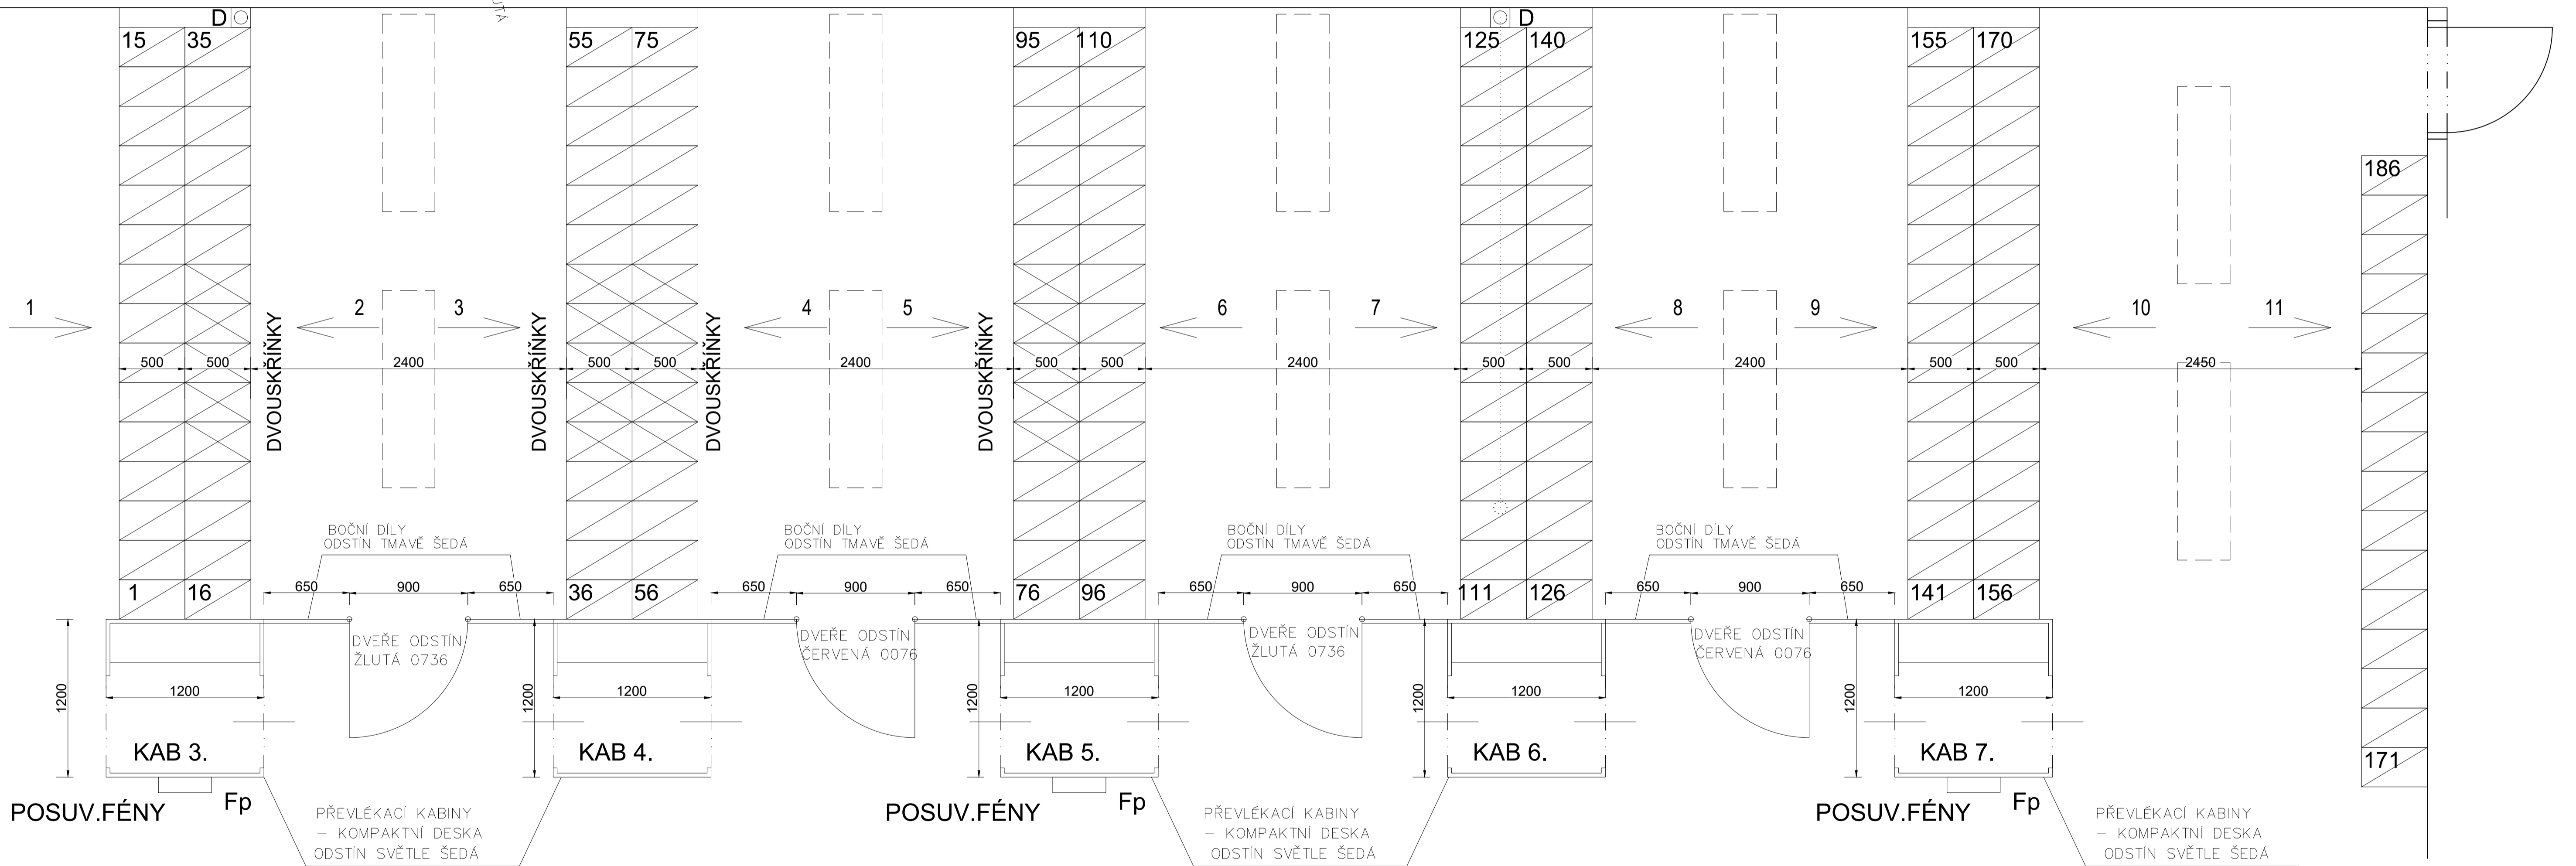 UTÁ
D
D
15
35
55
75
95
110
125
140
155
170
186
1
2
3
4
5
6
7
8
9
10
11
DVOUSKŘÍŇKY
DVOUSKŘÍŇKY
DVOUSKŘÍŇKY
DVOUSKŘÍŇKY
500
500
2400
500
500
2400
500
500
2400
500
500
2400
500
500
2450
BOČNÍ DÍLY
ODSTÍN TMAVĚ ŠEDÁ
BOČNÍ DÍLY
ODSTÍN TMAVĚ ŠEDÁ
BOČNÍ DÍLY
ODSTÍN TMAVĚ ŠEDÁ
BOČNÍ DÍLY
ODSTÍN TMAVĚ ŠEDÁ
1
16
650
900
650
36
56
650
900
650
76
96
650
900
650
111
126
650
900
650
141
156
DVEŘE ODSTÍN
ŽLUTÁ 0736
DVEŘE ODSTÍN
ČERVENÁ 0076
DVEŘE ODSTÍN
ŽLUTÁ 0736
DVEŘE ODSTÍN
ČERVENÁ 0076
1200
1200
1200
1200
1200
1200
1200
1200
1200
1200
KAB 3.
KAB 4.
KAB 5.
KAB 6.
KAB 7.
171
POSUV.FÉNY
Fp
POSUV.FÉNY
Fp
POSUV.FÉNY
Fp
PŘEVLÉKACÍ KABINY
– KOMPAKTNÍ DESKA
ODSTÍN SVĚTLE ŠEDÁ
PŘEVLÉKACÍ KABINY
– KOMPAKTNÍ DESKA
ODSTÍN SVĚTLE ŠEDÁ
PŘEVLÉKACÍ KABINY
– KOMPAKTNÍ DESKA
ODSTÍN SVĚTLE ŠEDÁ